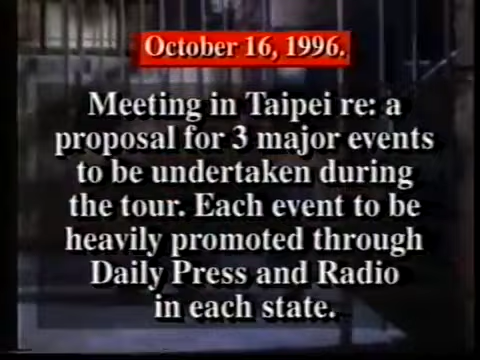 October 16, 1996.
Meeting in Taipei re: a
proposal for 3 major events
to be undertaken during
the tour. Each event to be
heavily promoted through
Daily Press and Radio
in each state.